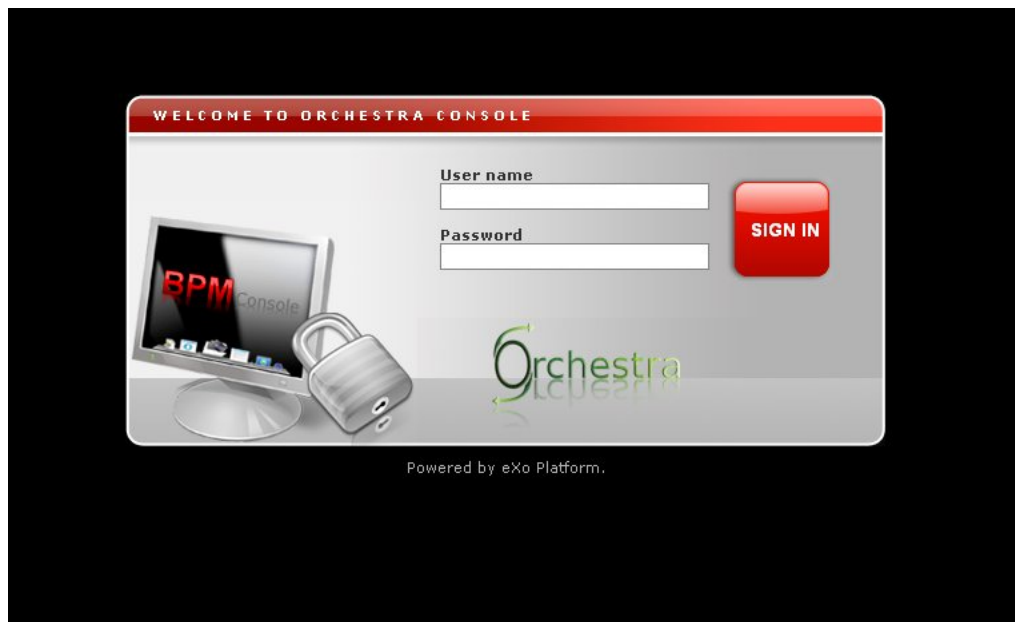 WELCOME TO ORCHESTRA CONSOLE
User name
Password
SIGN IN
BPM Console
Orchestra
Powered by eXo Platform.